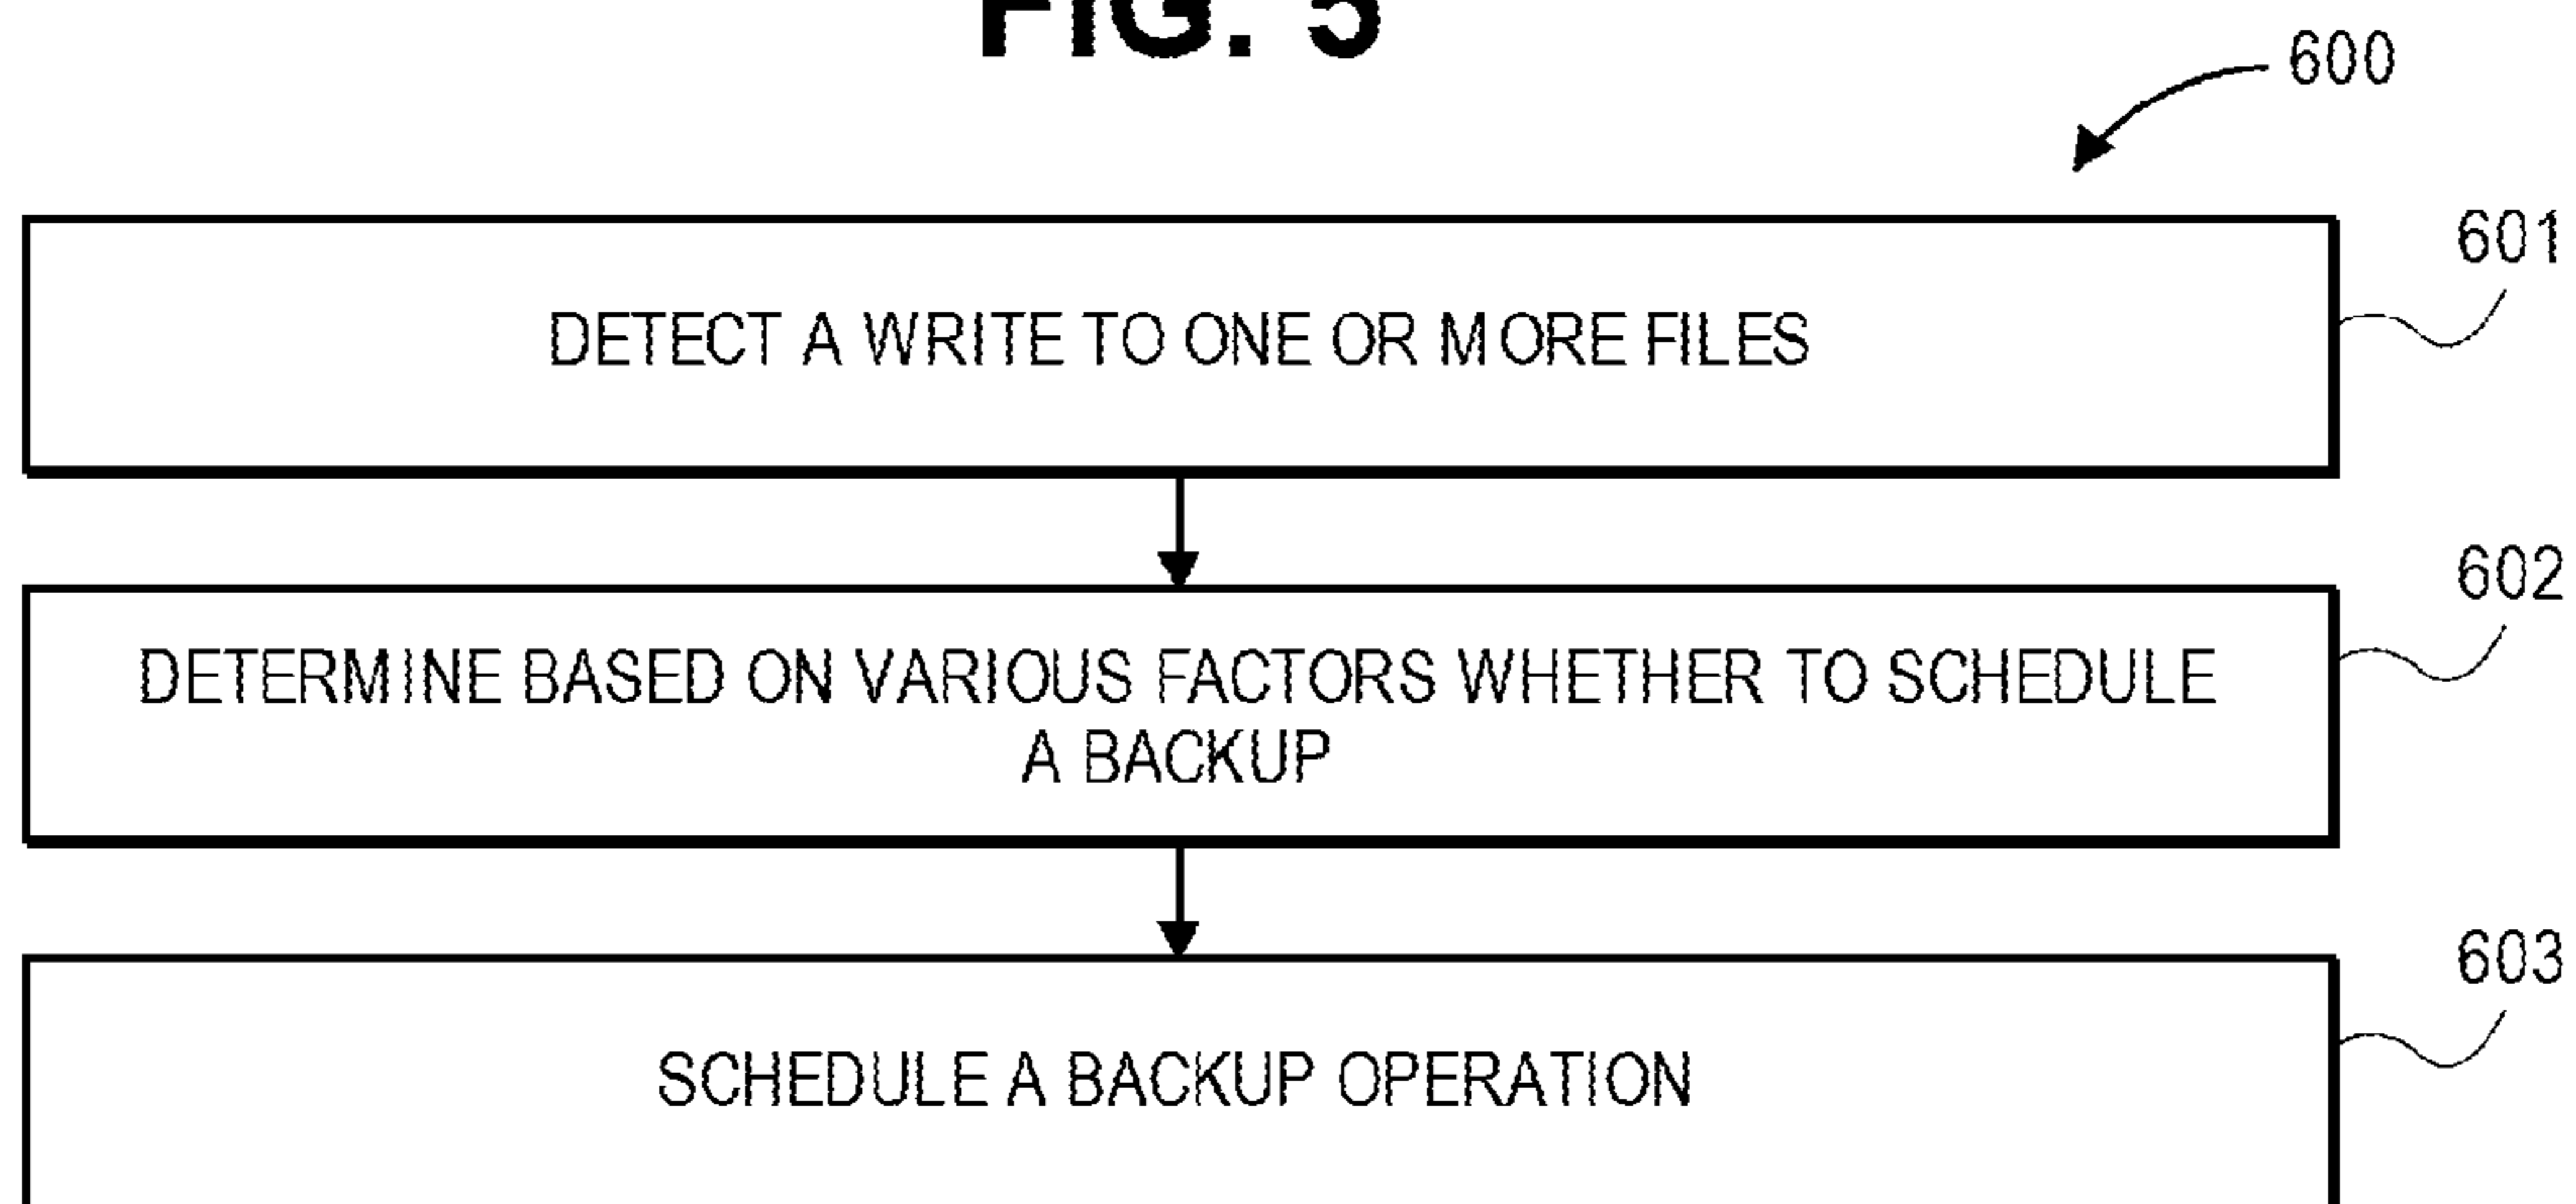 FIG. 5
600
601
DETECT A WRITE TO ONE OR MORE FILES
602
DETERMINE BASED ON VARIOUS FACTORS WHETHER TO SCHEDULE
A BACKUP
603
SCHEDULE A BACKUP OPERATION